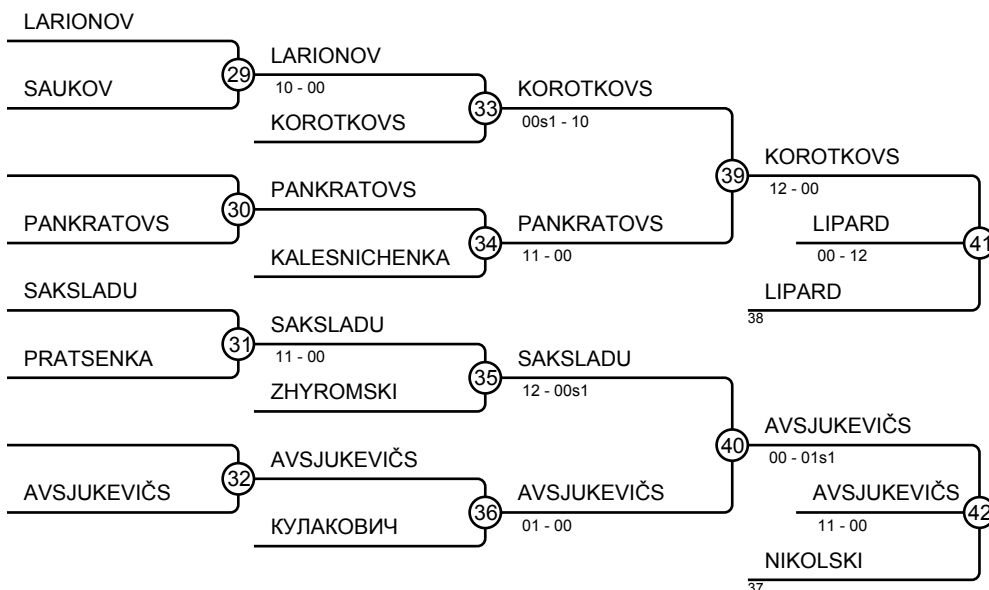 LARIONOV
29
LARIONOV
SAUKOV
10 - 00
33
KOROTKOVS
KOROTKOVS
00s1 - 10
39
KOROTKOVS
12 - 00
30
PANKRATOVS
PANKRATOVS
34
PANKRATOVS
KALESNICHENKA
11 - 00
LIPARD
41
00 - 12
LIPARD
38
SAKSLADU
31
SAKSLADU
PRATSENKA
11 - 00
35
SAKSLADU
ZHYROMSKI
12 - 00s1
40
AVSJUKEVIČS
00 - 01s1
32
AVSJUKEVIČS
AVSJUKEVIČS
36
AVSJUKEVIČS
КУЛАКОВИЧ
01 - 00
AVSJUKEVIČS
42
11 - 00
NIKOLSKI
37